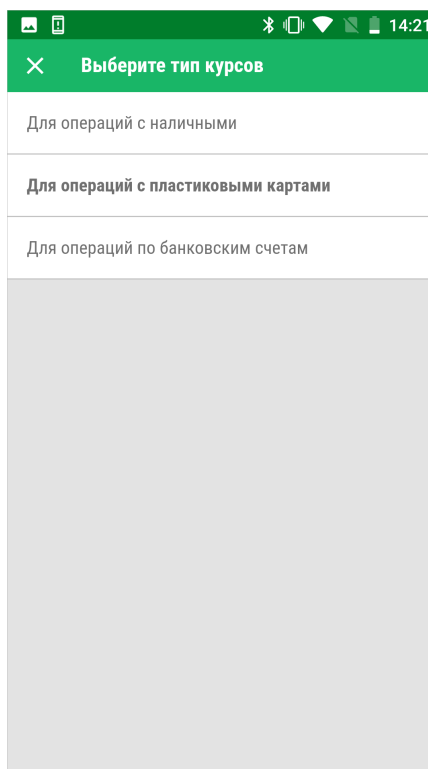 14:21
Выберите тип курсов
Для операций с наличными
Для операций с пластиковыми картами
Для операций по банковским счетам